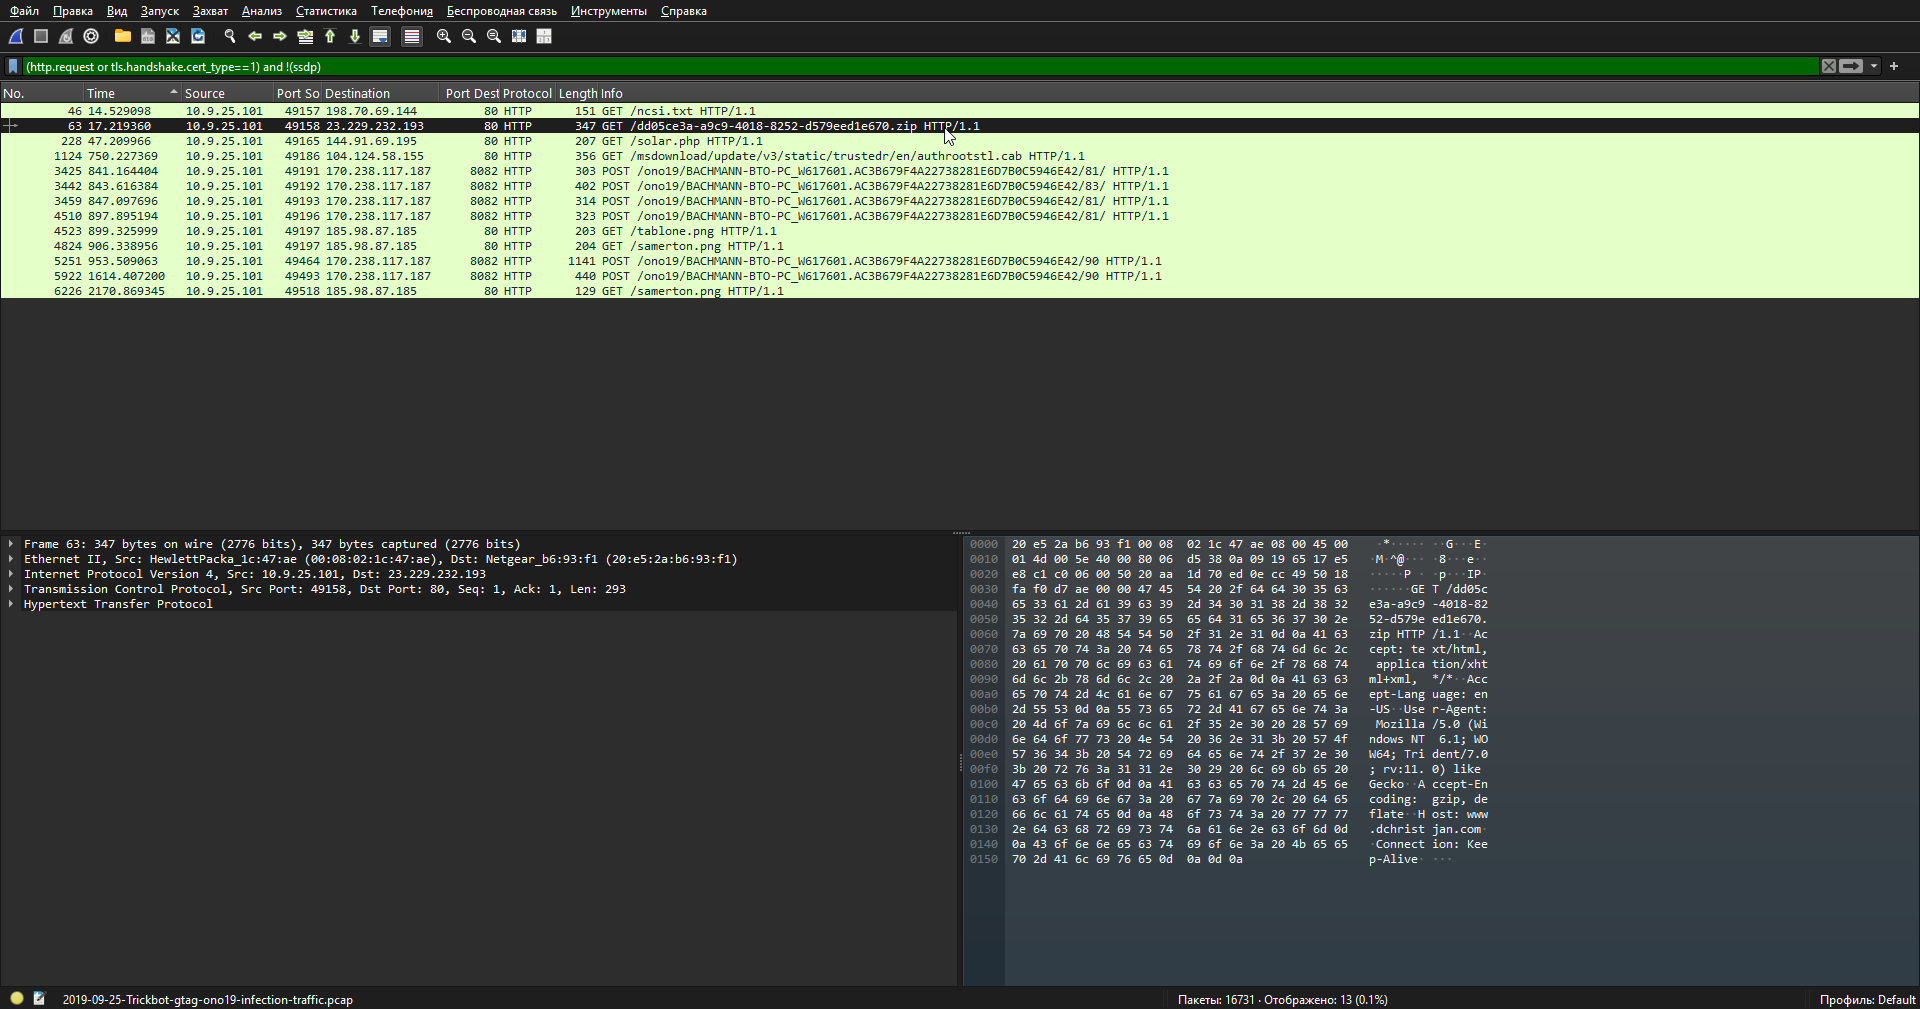 Файл Правка Вид Запуск Захват Анализ Статистика Телефония Беспроводная связь Инструменты Справка
(http.request or tls.handshake.cert_type==1) and !(ssdp)
No. Time Source Port So Destination Port Dest Protocol Length Info
46 14.529098 10.9.25.101 49157 198.70.69.144 80 HTTP 151 GET /ncsi.txt HTTP/1.1
63 17.219360 10.9.25.101 49158 23.229.232.193 80 HTTP 347 GET /dd05ce3a-a9c9-4018-8252-d579eed1e670.zip HTTP/1.1
228 47.209966 10.9.25.101 49165 144.91.69.195 80 HTTP 207 GET /solar.php HTTP/1.1
1124 750.227369 10.9.25.101 49186 104.124.58.155 80 HTTP 356 GET /msdownload/update/v3/static/trustedr/en/authrootstl.cab HTTP/1.1
3425 841.164404 10.9.25.101 49191 170.238.117.187 8082 HTTP 303 POST /ono19/BACHMANN-BTO-PC_W617601.AC3B679F4A22738281E6D7B0C5946E42/81/ HTTP/1.1
3442 843.616384 10.9.25.101 49192 170.238.117.187 8082 HTTP 402 POST /ono19/BACHMANN-BTO-PC_W617601.AC3B679F4A22738281E6D7B0C5946E42/83/ HTTP/1.1
3459 847.097696 10.9.25.101 49193 170.238.117.187 8082 HTTP 314 POST /ono19/BACHMANN-BTO-PC_W617601.AC3B679F4A22738281E6D7B0C5946E42/81/ HTTP/1.1
4510 897.895194 10.9.25.101 49196 170.238.117.187 8082 HTTP 323 POST /ono19/BACHMANN-BTO-PC_W617601.AC3B679F4A22738281E6D7B0C5946E42/81/ HTTP/1.1
4523 899.325999 10.9.25.101 49197 185.98.87.185 80 HTTP 203 GET /tablone.png HTTP/1.1
4824 906.338956 10.9.25.101 49197 185.98.87.185 80 HTTP 204 GET /samerton.png HTTP/1.1
5251 953.509063 10.9.25.101 49464 170.238.117.187 8082 HTTP 1141 POST /ono19/BACHMANN-BTO-PC_W617601.AC3B679F4A22738281E6D7B0C5946E42/90 HTTP/1.1
5922 1614.407200 10.9.25.101 49493 170.238.117.187 8082 HTTP 440 POST /ono19/BACHMANN-BTO-PC_W617601.AC3B679F4A22738281E6D7B0C5946E42/90 HTTP/1.1
6226 2170.869345 10.9.25.101 49518 185.98.87.185 80 HTTP 129 GET /samerton.png HTTP/1.1
Frame 63: 347 bytes on wire (2776 bits), 347 bytes captured (2776 bits)
Ethernet II, Src: HewlettPacka_1c:47:ae (00:08:02:1c:47:ae), Dst: Netgear_b6:93:f1 (20:e5:2a:b6:93:f1)
Internet Protocol Version 4, Src: 10.9.25.101, Dst: 23.229.232.193
Transmission Control Protocol, Src Port: 49158, Dst Port: 80, Seq: 1, Ack: 1, Len: 293
Hypertext Transfer Protocol
0000 20 e5 2a b6 93 f1 00 08 02 1c 47 ae 08 00 45 00 ·*····· ··G···E·
0010 01 4d 00 5e 40 00 80 06 d5 38 0a 09 19 65 17 e5 ·M·^@··· ·8···e··
0020 e8 c1 c0 06 00 50 20 aa 1d 70 ed 0e cc 49 50 18 ·····P · ·p···IP·
0030 fa f0 d7 ae 00 00 47 45 54 20 2f 64 64 30 35 63 ······GE T /dd05c
0040 65 33 61 2d 61 39 63 39 2d 34 30 31 38 2d 38 32 e3a-a9c9 -4018-82
0050 35 32 2d 64 35 37 39 65 65 64 31 65 36 37 30 2e 52-d579e ed1e670.
0060 7a 69 70 20 48 54 54 50 2f 31 2e 31 0d 0a 41 63 zip HTTP /1.1··Ac
0070 63 65 70 74 3a 20 74 65 78 74 2f 68 74 6d 6c 2c cept: te xt/html,
0080 20 61 70 70 6c 69 63 61 74 69 6f 6e 2f 78 68 74 applica tion/xht
0090 6d 6c 2b 78 6d 6c 2c 20 2a 2f 2a 0d 0a 41 63 63 ml+xml, */*··Acc
00a0 65 70 74 2d 4c 61 6e 67 75 61 67 65 3a 20 65 6e ept-Lang uage: en
00b0 2d 55 53 0d 0a 55 73 65 72 2d 41 67 65 6e 74 3a -US··Use r-Agent:
00c0 20 4d 6f 7a 69 6c 6c 61 2f 35 2e 30 20 28 57 69 Mozilla /5.0 (Wi
00d0 6e 64 6f 77 73 20 4e 54 20 36 2e 31 3b 20 57 4f ndows NT 6.1; WO
00e0 57 36 34 3b 20 54 72 69 64 65 6e 74 2f 37 2e 30 W64; Tri dent/7.0
00f0 3b 20 72 76 3a 31 31 2e 30 29 20 6c 69 6b 65 20 ; rv:11. 0) like
0100 47 65 63 6b 6f 0d 0a 41 63 63 65 70 74 2d 45 6e Gecko··A ccept-En
0110 63 6f 64 69 6e 67 3a 20 67 7a 69 70 2c 20 64 65 coding: gzip, de
0120 66 6c 61 74 65 0d 0a 48 6f 73 74 3a 20 77 77 77 flate··H ost: www
0130 2e 64 63 68 72 69 73 74 6a 61 6e 2e 63 6f 6d 0d .dchrist jan.com·
0140 0a 43 6f 6e 6e 65 63 74 69 6f 6e 3a 20 4b 65 65 ·Connect ion: Kee
0150 70 2d 41 6c 69 76 65 0d 0a 0d 0a p-Alive· ···
2019-09-25-Trickbot-gtag-ono19-infection-traffic.pcap Пакеты: 16731 · Отображено: 13 (0.1%) Профиль: Default